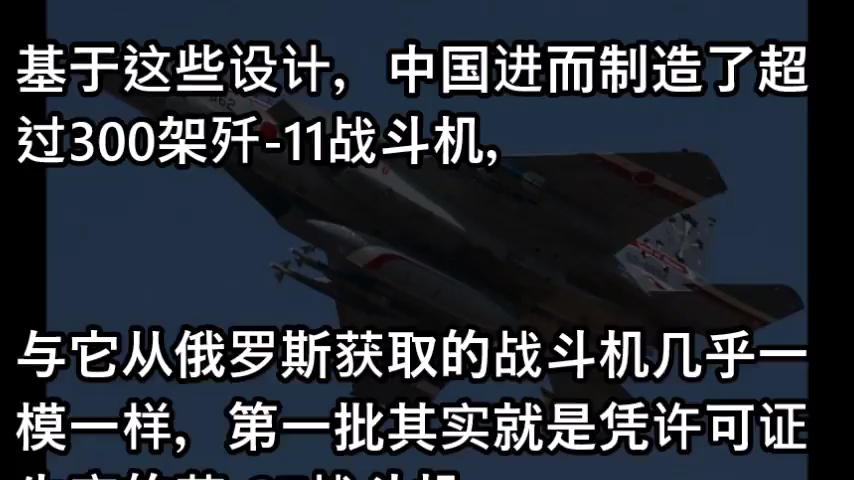 基于这些设计，中国进而制造了超
过300架歼-11战斗机，
与它从俄罗斯获取的战斗机几乎一
模一样，第一批其实就是凭许可证